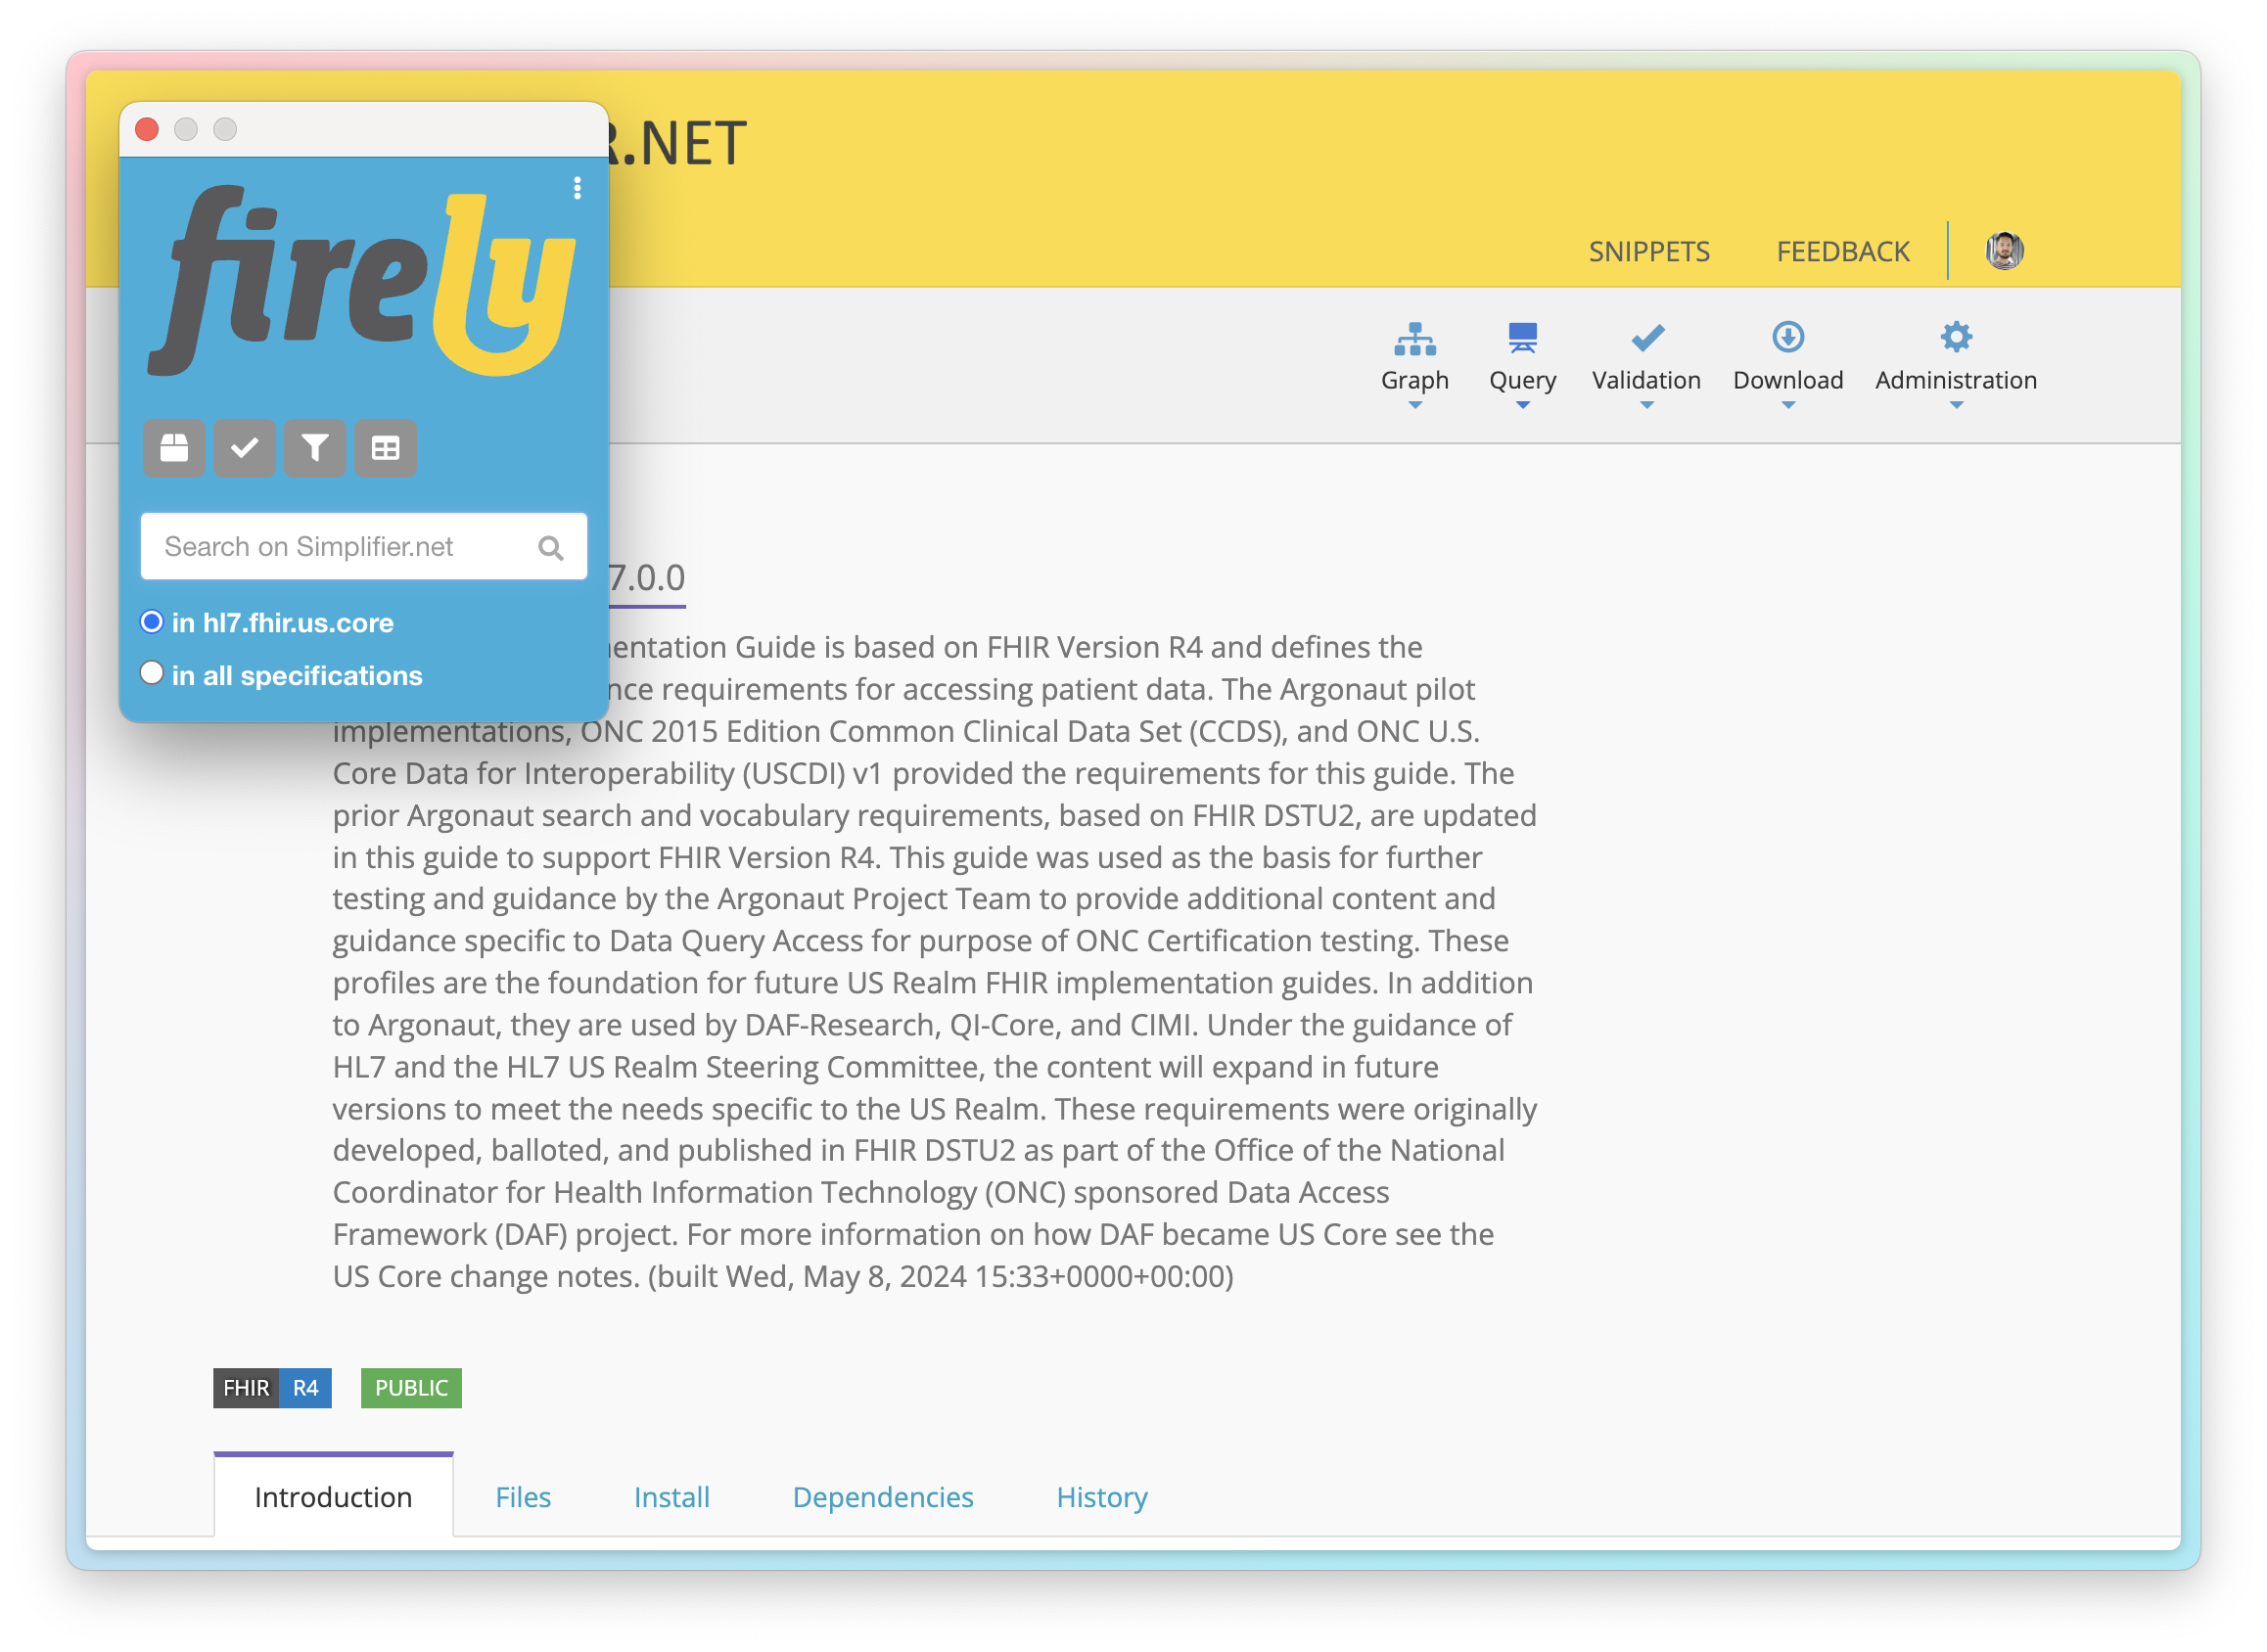 .NET
SNIPPETS
FEEDBACK
firely
Graph
Query
Validation
Download
Administration
Search on Simplifier.net
in hl7.fhir.us.core
in all specifications
7.0.0
Guide is based on FHIR Version R4 and defines the
requirements for accessing patient data. The Argonaut pilot
implementations, ONC 2015 Edition Common Clinical Data Set (CCDS), and ONC U.S.
Core Data for Interoperability (USCDI) v1 provided the requirements for this guide. The
prior Argonaut search and vocabulary requirements, based on FHIR DSTU2, are updated
in this guide to support FHIR Version R4. This guide was used as the basis for further
testing and guidance by the Argonaut Project Team to provide additional content and
guidance specific to Data Query Access for purpose of ONC Certification testing. These
profiles are the foundation for future US Realm FHIR implementation guides. In addition
to Argonaut, they are used by DAF-Research, QI-Core, and CIMI. Under the guidance of
HL7 and the HL7 US Realm Steering Committee, the content will expand in future
versions to meet the needs specific to the US Realm. These requirements were originally
developed, balloted, and published in FHIR DSTU2 as part of the Office of the National
Coordinator for Health Information Technology (ONC) sponsored Data Access
Framework (DAF) project. For more information on how DAF became US Core see the
US Core change notes. (built Wed, May 8, 2024 15:33+0000+00:00)
FHIR R4
PUBLIC
Introduction
Files
Install
Dependencies
History